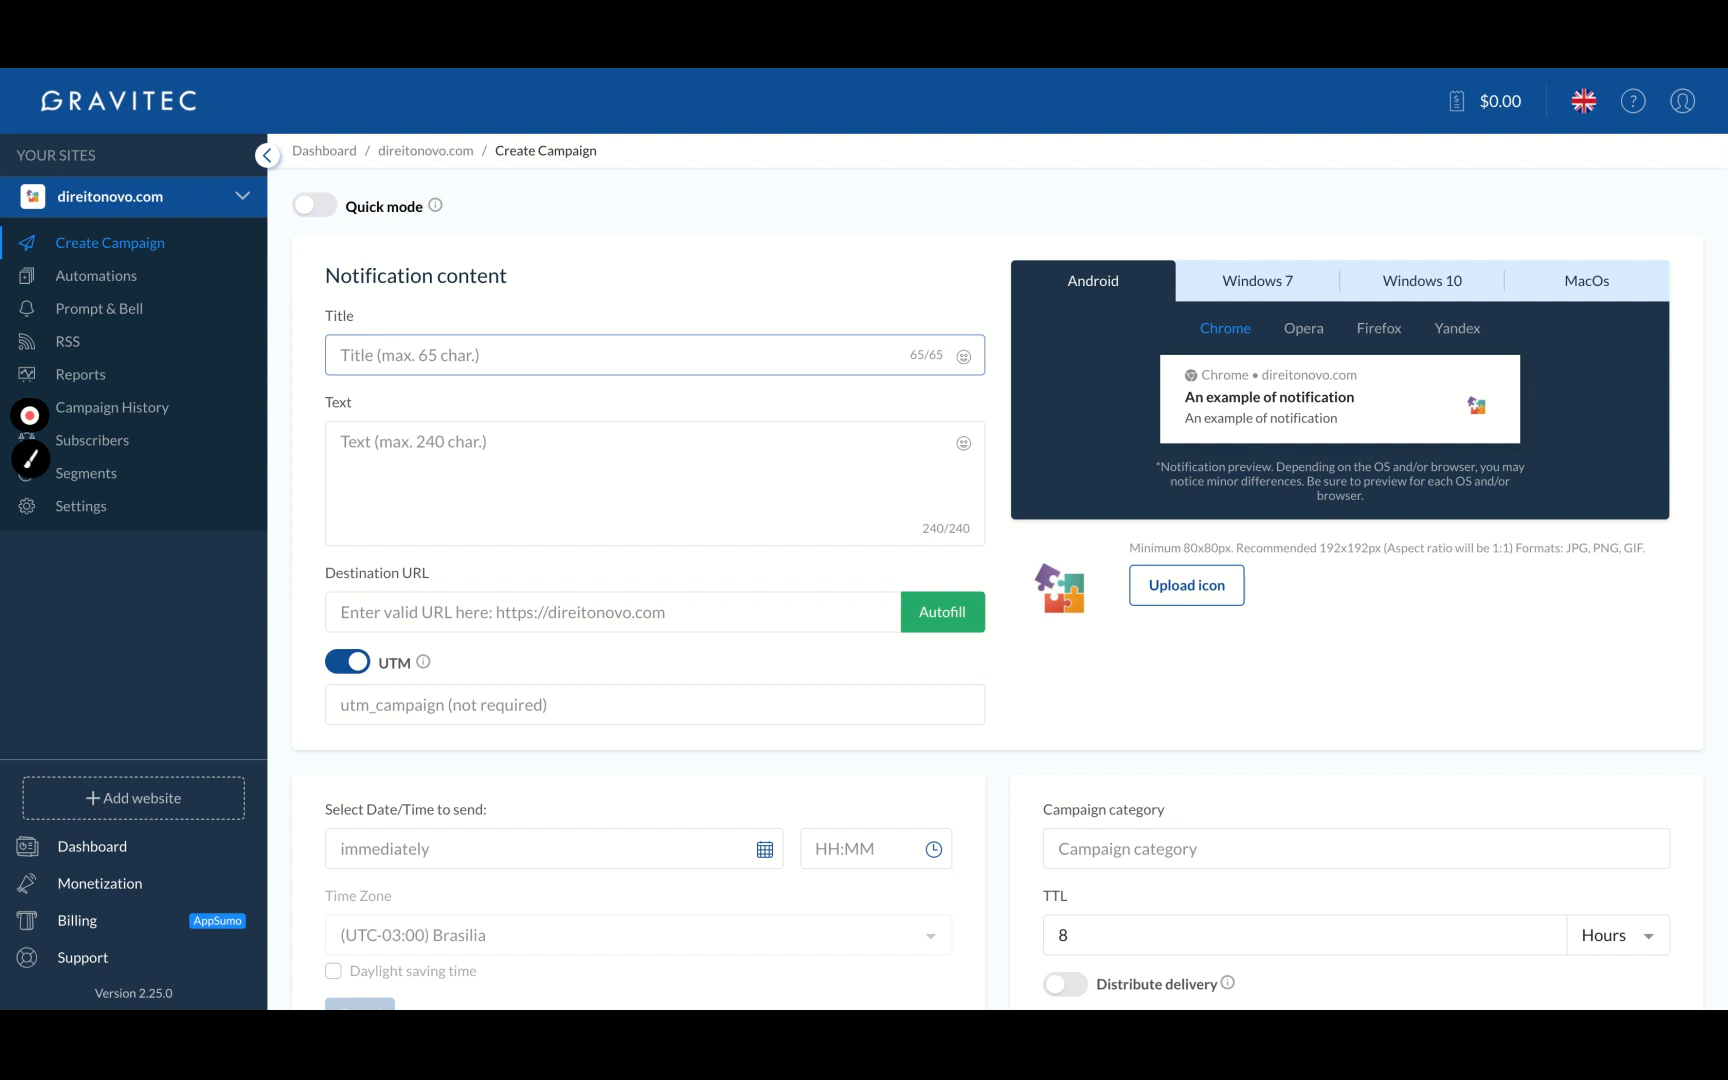 GRAVITEC
$0.00
?
YOUR SITES
direitonovo.com
Create Campaign
Automations
Prompt & Bell
RSS
Reports
Campaign History
Subscribers
Segments
Settings
Add website
Dashboard
Monetization
Billing
AppSumo
Support
Version 2.25.0
Dashboard / direitonovo.com / Create Campaign
Quick mode
Notification content
Title
Title (max. 65 char.)
65/65
Text
Text (max. 240 char.)
240/240
Destination URL
Enter valid URL here: https://direitonovo.com
Autofill
UTM
utm_campaign (not required)
Android
Windows 7
Windows 10
MacOs
Chrome
Opera
Firefox
Yandex
Chrome • direitonovo.com
An example of notification
An example of notification
*Notification preview. Depending on the OS and/or browser, you may
notice minor differences. Be sure to preview for each OS and/or
browser.
Minimum 80x80px. Recommended 192x192px (Aspect ratio will be 1:1) Formats: JPG, PNG, GIF.
Upload icon
Select Date/Time to send:
immediately
HH:MM
Time Zone
(UTC-03:00) Brasilia
Daylight saving time
Campaign category
Campaign category
TTL
8
Hours
Distribute delivery